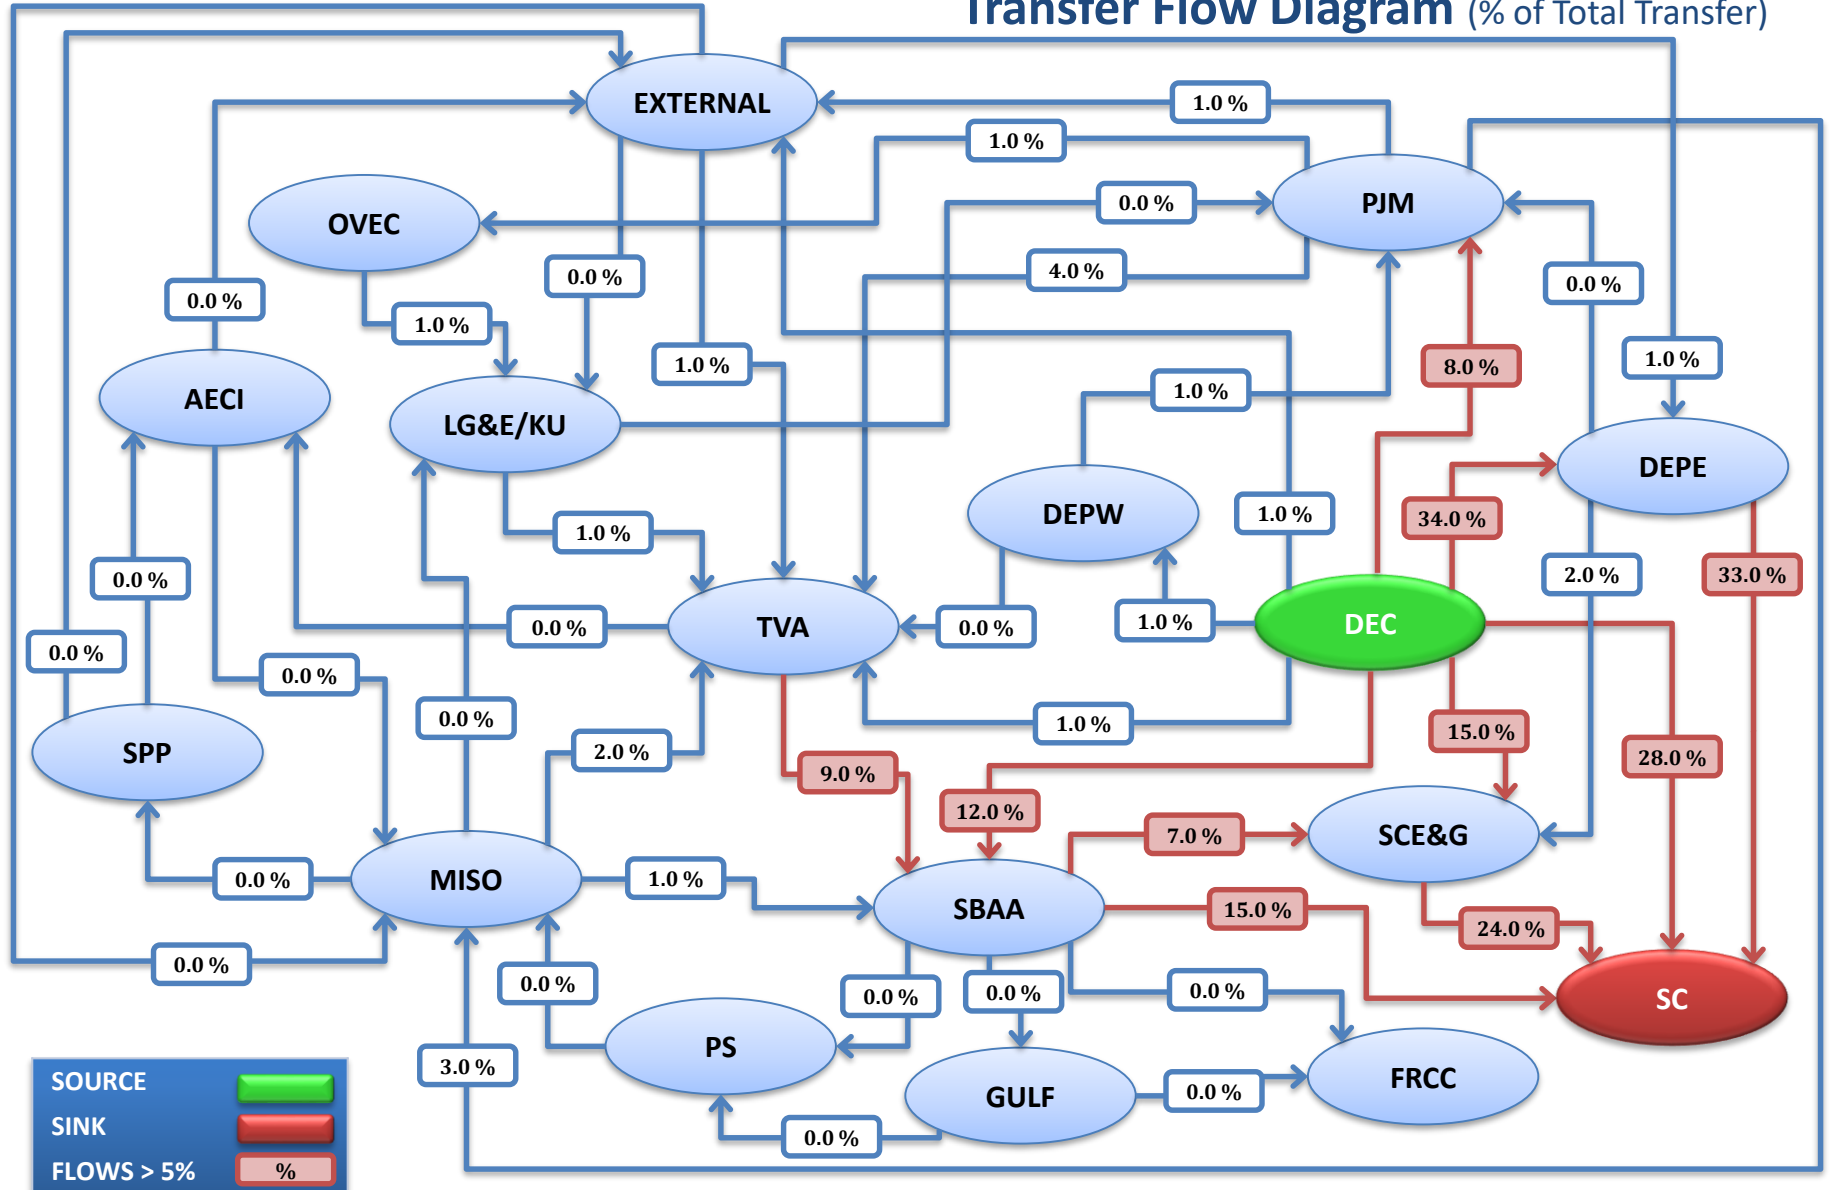 Transfer Flow Diagram (% of Total Transfer)
EXTERNAL
1.0 %
1.0 %
OVEC
0.0 %
PJM
0.0 %
4.0 %
0.0 %
0.0 %
1.0 %
1.0 %
8.0 %
1.0 %
AECI
1.0 %
LG&E/KU
DEPE
DEPW
1.0 %
34.0 %
1.0 %
0.0 %
2.0 %
33.0 %
0.0 %
0.0 %
TVA
0.0 %
1.0 %
DEC
0.0 %
0.0 %
1.0 %
15.0 %
SPP
2.0 %
9.0 %
28.0 %
12.0 %
7.0 %
SCE&G
0.0 %
MISO
1.0 %
SBAA
15.0 %
24.0 %
0.0 %
0.0 %
0.0 %
0.0 %
0.0 %
SC
PS
3.0 %
GULF
0.0 %
FRCC
0.0 %
SOURCE
SINK
FLOWS > 5%
%